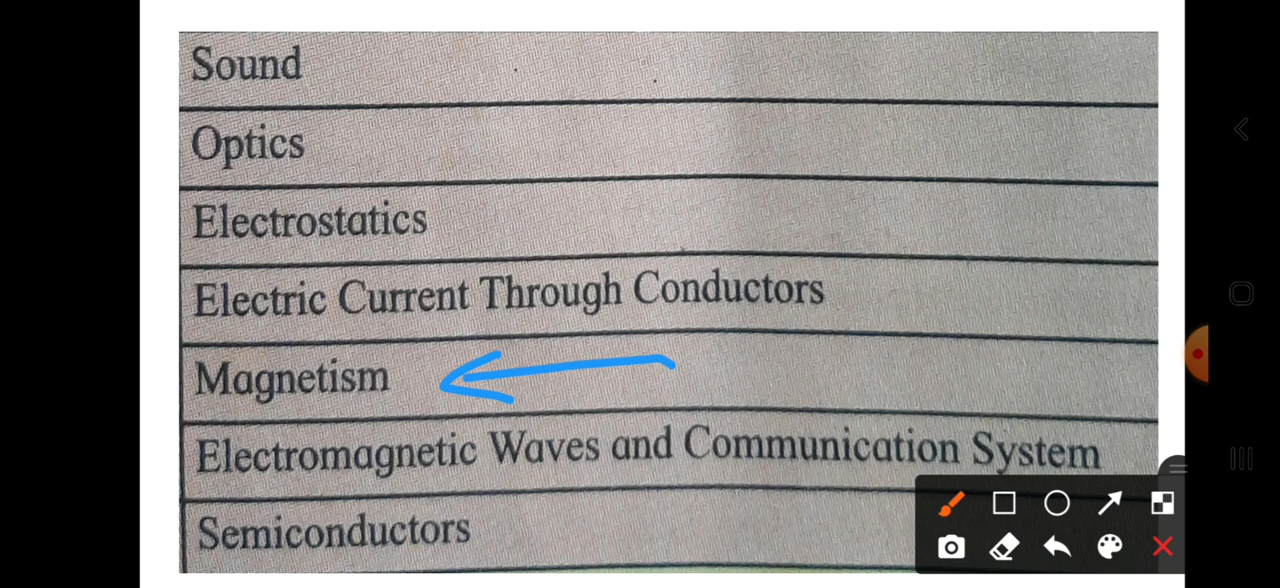 Sound
Optics
Electrostatics
Electric Current Through Conductors
Magnetism
Electromagnetic Waves and Communication System
Semiconductors